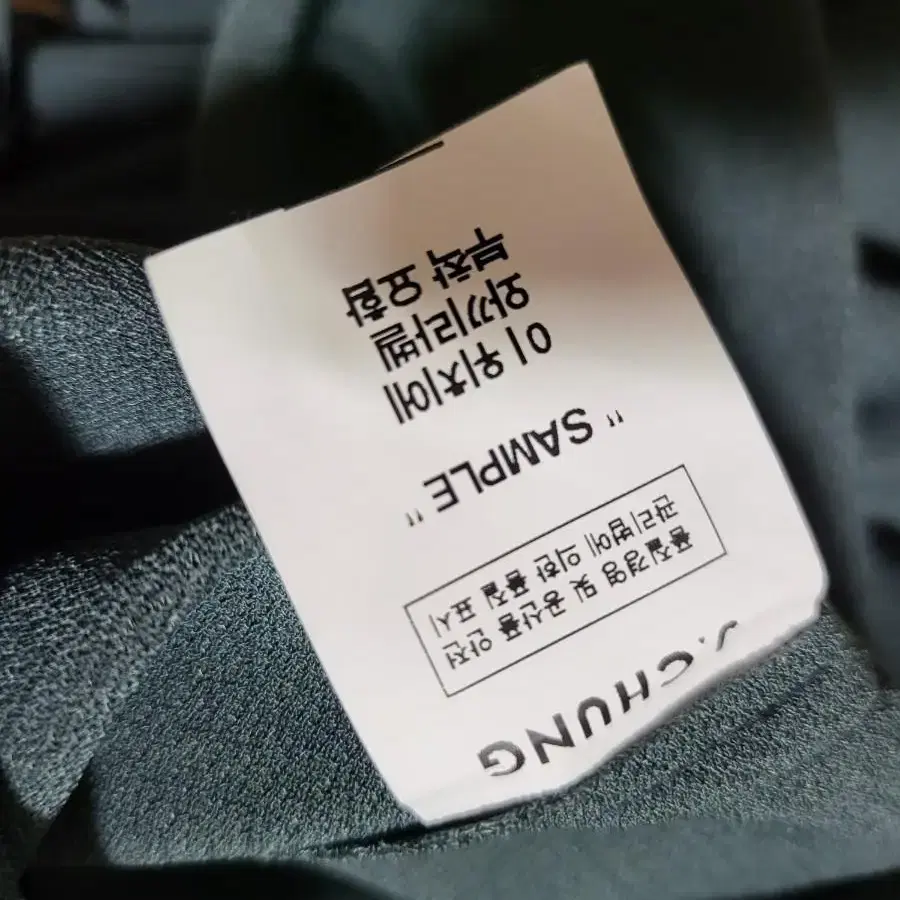 J.CHUNG
품질경영 및 공산품 안전
관리법에 의한 품질 표시
" SAMPLE "
이 위치에
와끼라벨
부착 요함